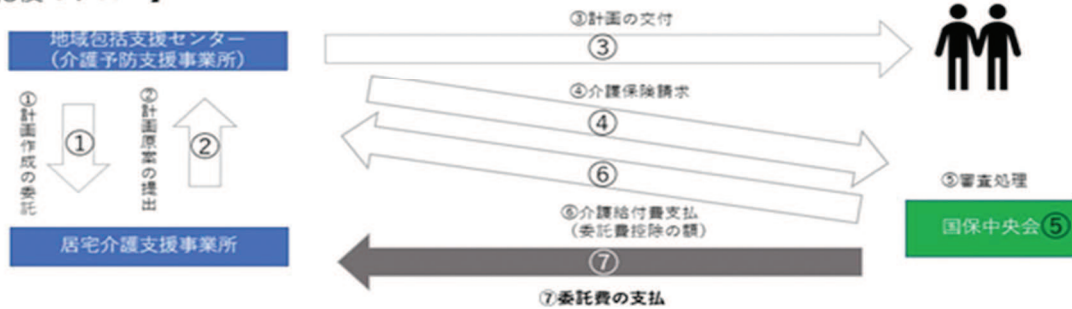 ③計画の交付
③
地域包括支援センター
(介護予防支援事業所)
①計画作成の委託
①
②計画原案の提出
②
④介護保険請求
④
⑥
⑥介護給付費支払
(委託費控除の額)
⑤審査処理
国保中央会⑤
居宅介護支援事業所
⑦
⑦委託費の支払